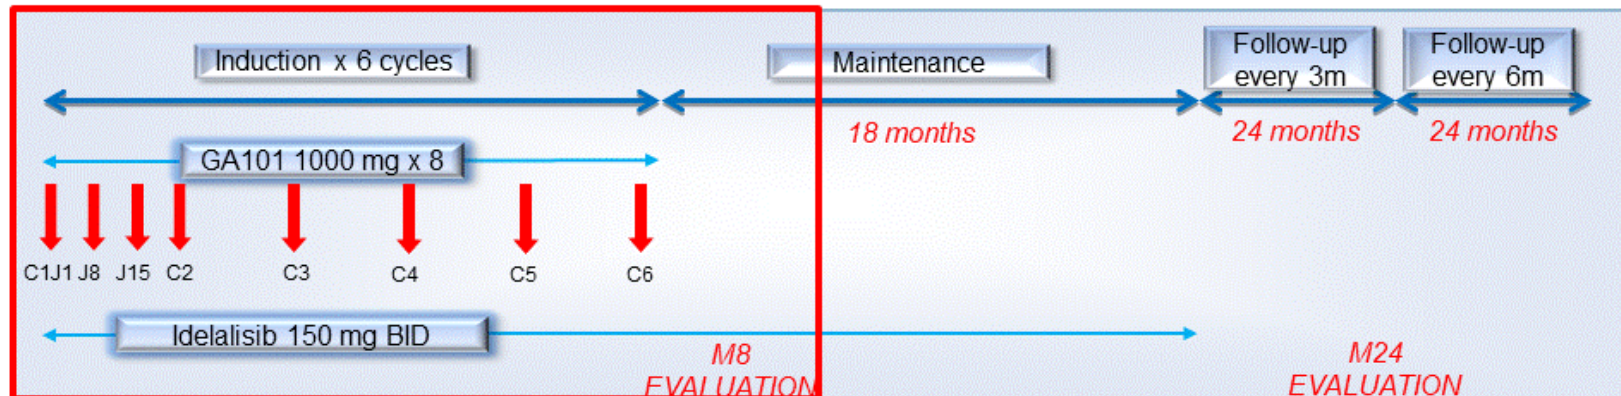 Induction x 6 cycles
Maintenance
Follow-up
every 3m
Follow-up
every 6m
18 months
24 months
24 months
GA101 1000 mg x 8
C1J1 J8 J15 C2 C3 C4 C5 C6
Idelalisib 150 mg BID
M8
EVALUATION
M24
EVALUATION